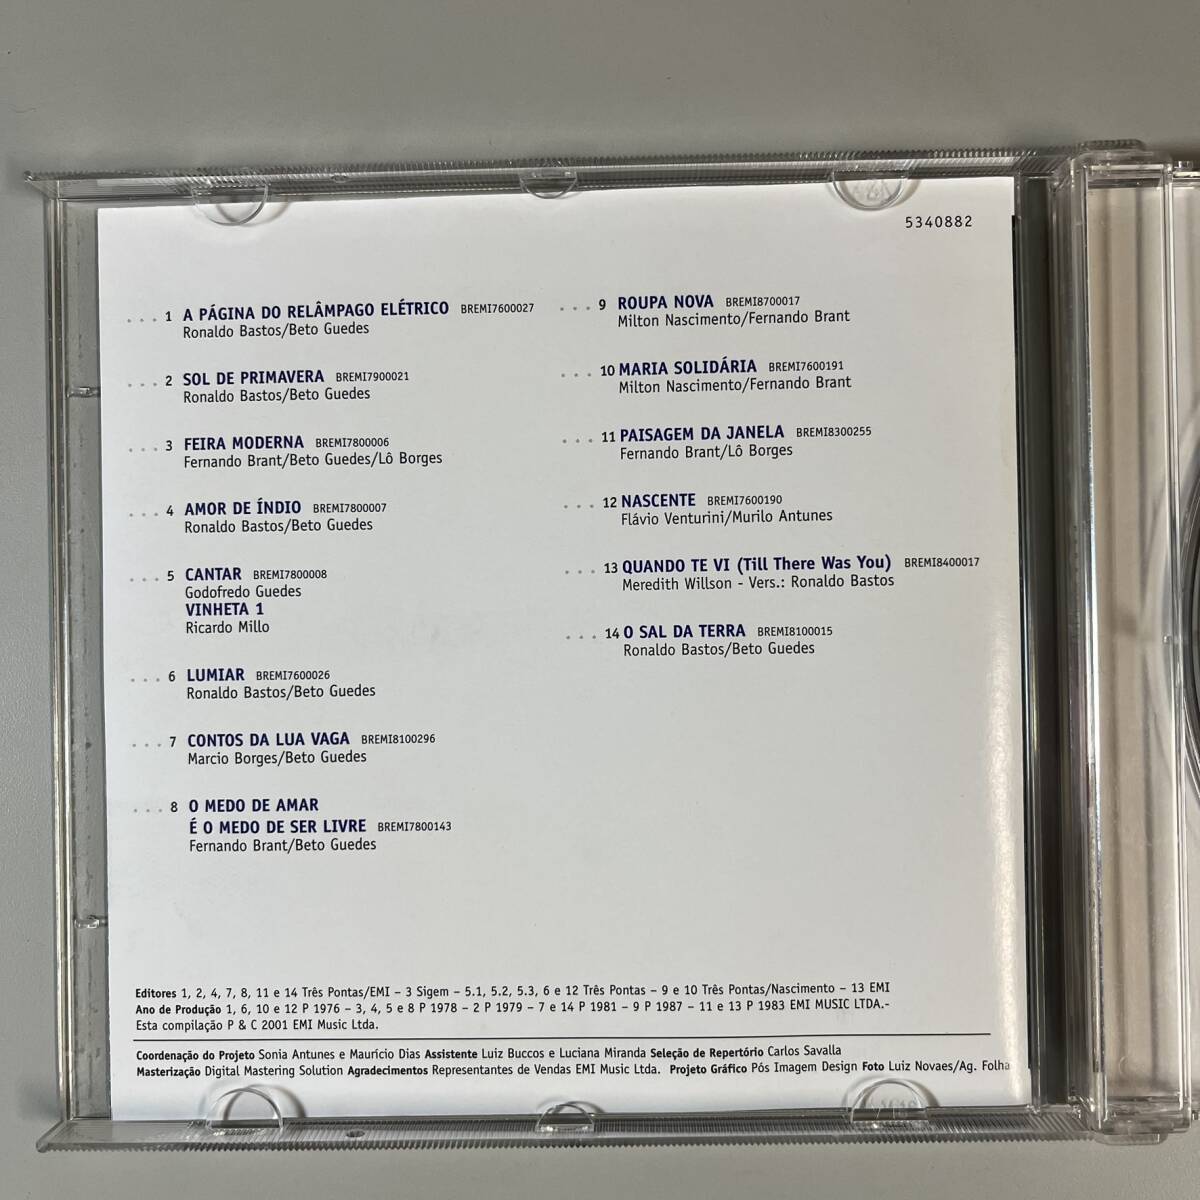 5340882
... 1 A PÁGINA DO RELÂMPAGO ELÉTRICO BREMI7600027
Ronaldo Bastos/Beto Guedes
... 2 SOL DE PRIMAVERA BREMI7900021
Ronaldo Bastos/Beto Guedes
... 3 FEIRA MODERNA BREMI7800006
Fernando Brant/Beto Guedes/Lô Borges
... 4 AMOR DE ÍNDIO BREMI7800007
Ronaldo Bastos/Beto Guedes
... 5 CANTAR BREMI7800008
Godofredo Guedes
VINHETA 1
Ricardo Millo
... 6 LUMIAR BREMI7600026
Ronaldo Bastos/Beto Guedes
... 7 CONTOS DA LUA VAGA BREMI8100296
Marcio Borges/Beto Guedes
... 8 O MEDO DE AMAR
É O MEDO DE SER LIVRE BREMI7800143
Fernando Brant/Beto Guedes
... 9 ROUPA NOVA BREMI8700017
Milton Nascimento/Fernando Brant
... 10 MARIA SOLIDÁRIA BREMI7600191
Milton Nascimento/Fernando Brant
... 11 PAISAGEM DA JANELA BREMI8300255
Fernando Brant/Lô Borges
... 12 NASCENTE BREMI7600190
Flávio Venturini/Murilo Antunes
... 13 QUANDO TE VI (Till There Was You) BREMI8400017
Meredith Willson - Vers.: Ronaldo Bastos
... 14 O SAL DA TERRA BREMI8100015
Ronaldo Bastos/Beto Guedes
Editores 1, 2, 4, 7, 8, 11 e 14 Três Pontas/EMI – 3 Sigem – 5.1, 5.2, 5.3, 6 e 12 Três Pontas – 9 e 10 Três Pontas/Nascimento – 13 EMI
Ano de Produção 1, 6, 10 e 12 P 1976 – 3, 4, 5 e 8 P 1978 – 2 P 1979 – 7 e 14 P 1981 – 9 P 1987 – 11 e 13 P 1983 EMI MUSIC LTDA.-
Esta compilação P & C 2001 EMI Music Ltda.
Coordenação do Projeto Sonia Antunes e Maurício Dias Assistente Luiz Buccos e Luciana Miranda Seleção de Repertório Carlos Savalla
Masterização Digital Mastering Solution Agradecimentos Representantes de Vendas EMI Music Ltda. Projeto Gráfico Pós Imagem Design Foto Luiz Novaes/Ag. Folha